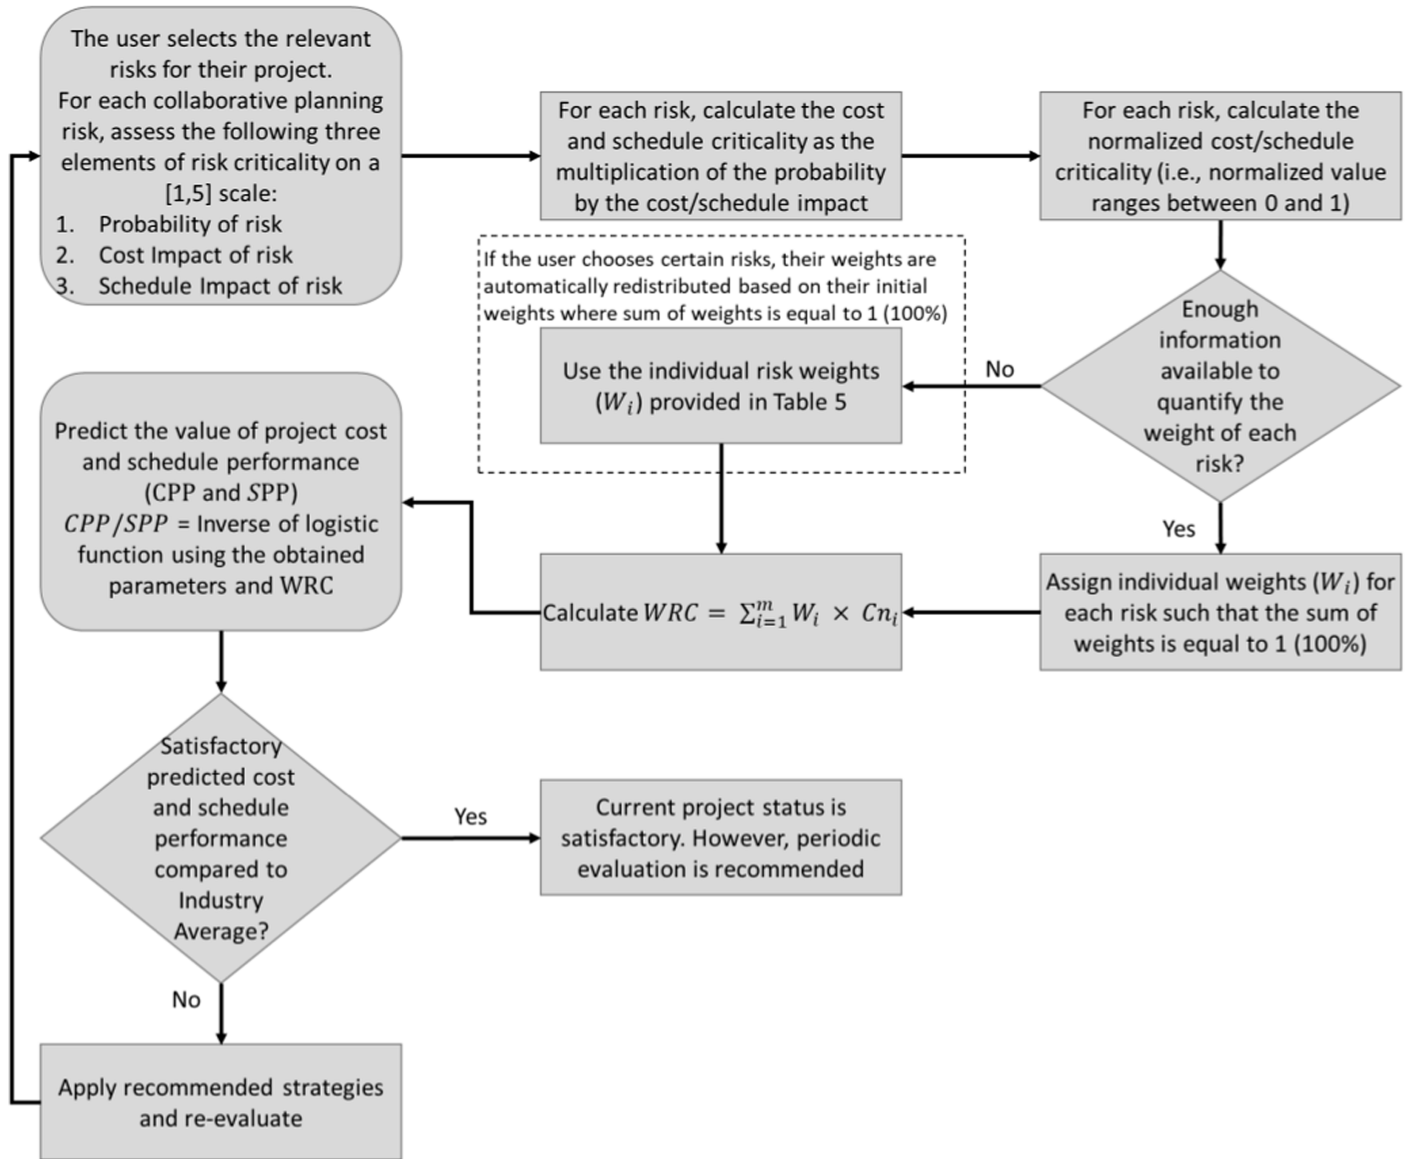 The user selects the relevant
risks for their project.
For each collaborative planning
risk, assess the following three
elements of risk criticality on a
[1,5] scale:
1. Probability of risk
2. Cost Impact of risk
3. Schedule Impact of risk
For each risk, calculate the cost
and schedule criticality as the
multiplication of the probability
by the cost/schedule impact
For each risk, calculate the
normalized cost/schedule
criticality (i.e., normalized value
ranges between 0 and 1)
Enough
information
available to
quantify the
weight of each
risk?
No
If the user chooses certain risks, their weights are
automatically redistributed based on their initial
weights where sum of weights is equal to 1 (100%)
Use the individual risk weights
(Wᵢ) provided in Table 5
Yes
Assign individual weights (Wᵢ) for
each risk such that the sum of
weights is equal to 1 (100%)
Calculate WRC = Σᵐᵢ₌₁ Wᵢ × Cnᵢ
Predict the value of project cost
and schedule performance
(CPP and SPP)
CPP/SPP = Inverse of logistic
function using the obtained
parameters and WRC
Satisfactory
predicted cost
and schedule
performance
compared to
Industry
Average?
Yes
Current project status is
satisfactory. However, periodic
evaluation is recommended
No
Apply recommended strategies
and re-evaluate